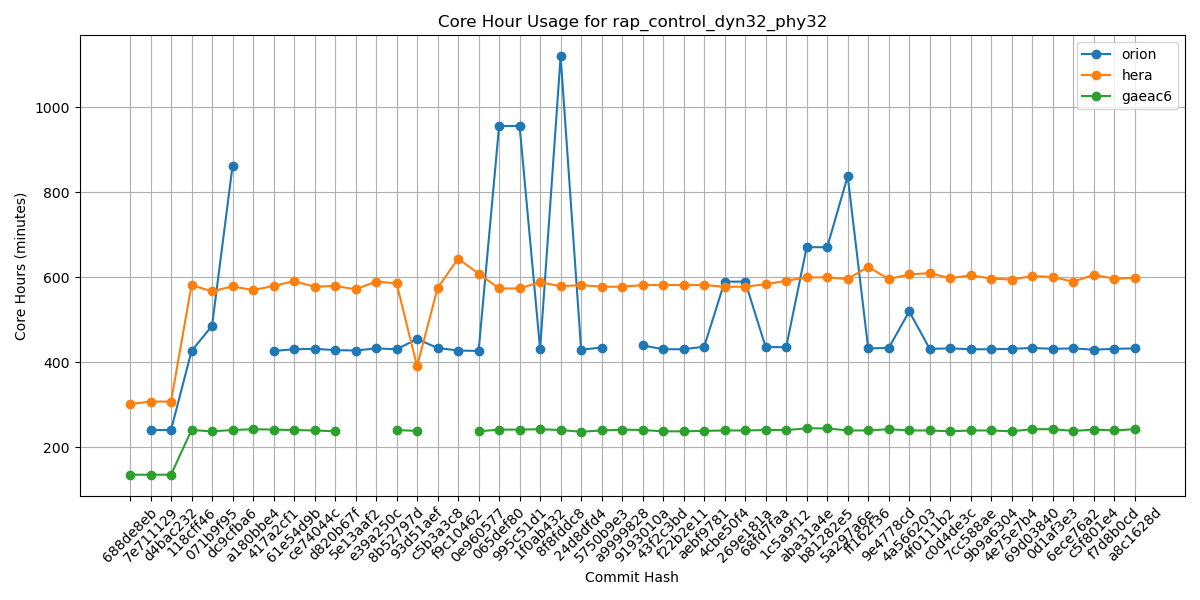 Core Hour Usage for rap_control_dyn32_phy32
orion
hera
gaeac6
Core Hours (minutes)
1000
800
600
400
200
688de8eb
7e711129
d4bac232
118cff46
071b9f95
dc9cfba6
a180bbe4
417a2cf1
61e54d9b
ce74044c
d820b67f
5e13aaf2
e39a250c
8b52797d
93d51aef
c5b3a3c8
f9c10462
0e960577
065def80
995c51d1
1f0ab432
8f6fddc8
24d8dfd4
5750b9e3
a9999828
9193010a
43f2c3bd
f22b2e11
aebf9781
4cbe50f4
269e181a
68fd7faa
1c5a9f12
aba31a4e
b81282e5
5a297a6e
ff162f36
9e4778cd
4a566203
4f0111b2
c0d4de3c
7cc588ae
9b9a6304
4e75e7b4
69d03840
0d1af3e3
6ece76a2
c5f801e4
f7d8b0cd
a8c1628d
Commit Hash